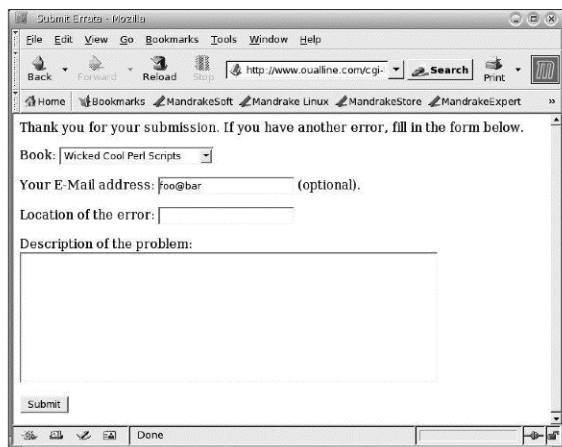 Submit Errata - Mozilla
File Edit View Go Bookmarks Tools Window Help
Back Forward Reload Stop http://www.oualline.com/cgi- Search Print
Home Bookmarks MandrakeSoft Mandrake Linux MandrakeStore MandrakeExpert »
Thank you for your submission. If you have another error, fill in the form below.
Book: Wicked Cool Perl Scripts
Your E-Mail address: foo@bar (optional).
Location of the error:
Description of the problem:
Submit
Done